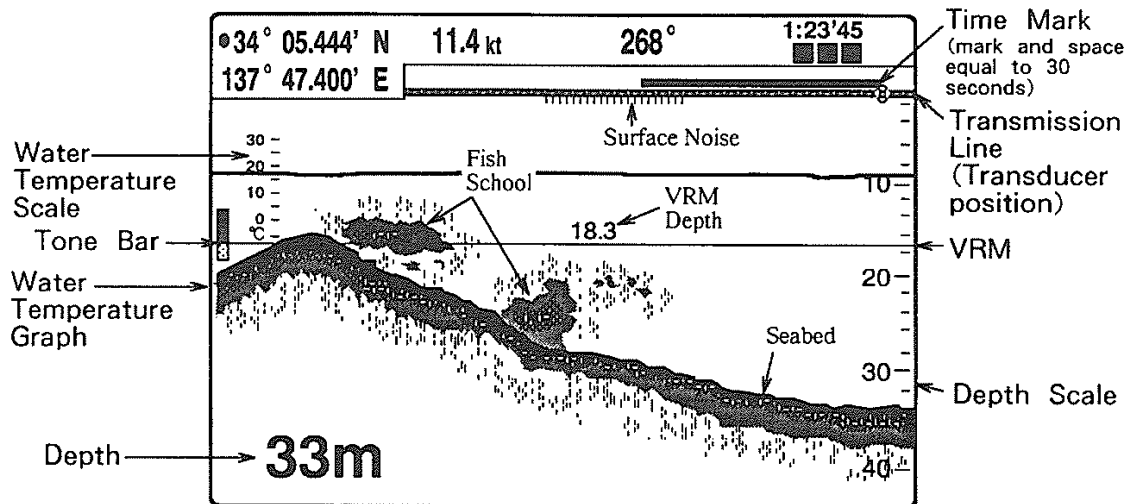 34° 05.444' N 11.4 kt 268° 1:23'45
137° 47.400' E
Time Mark
(mark and space
equal to 30
seconds)
Transmission
Line
(Transducer
position)
Surface Noise
Water
Temperature
Scale
30
20
10
0
°C
Fish
School
VRM
Depth
18.3
10
Tone Bar
VRM
Water
Temperature
Graph
20
Seabed
30
Depth Scale
Depth
33m
40